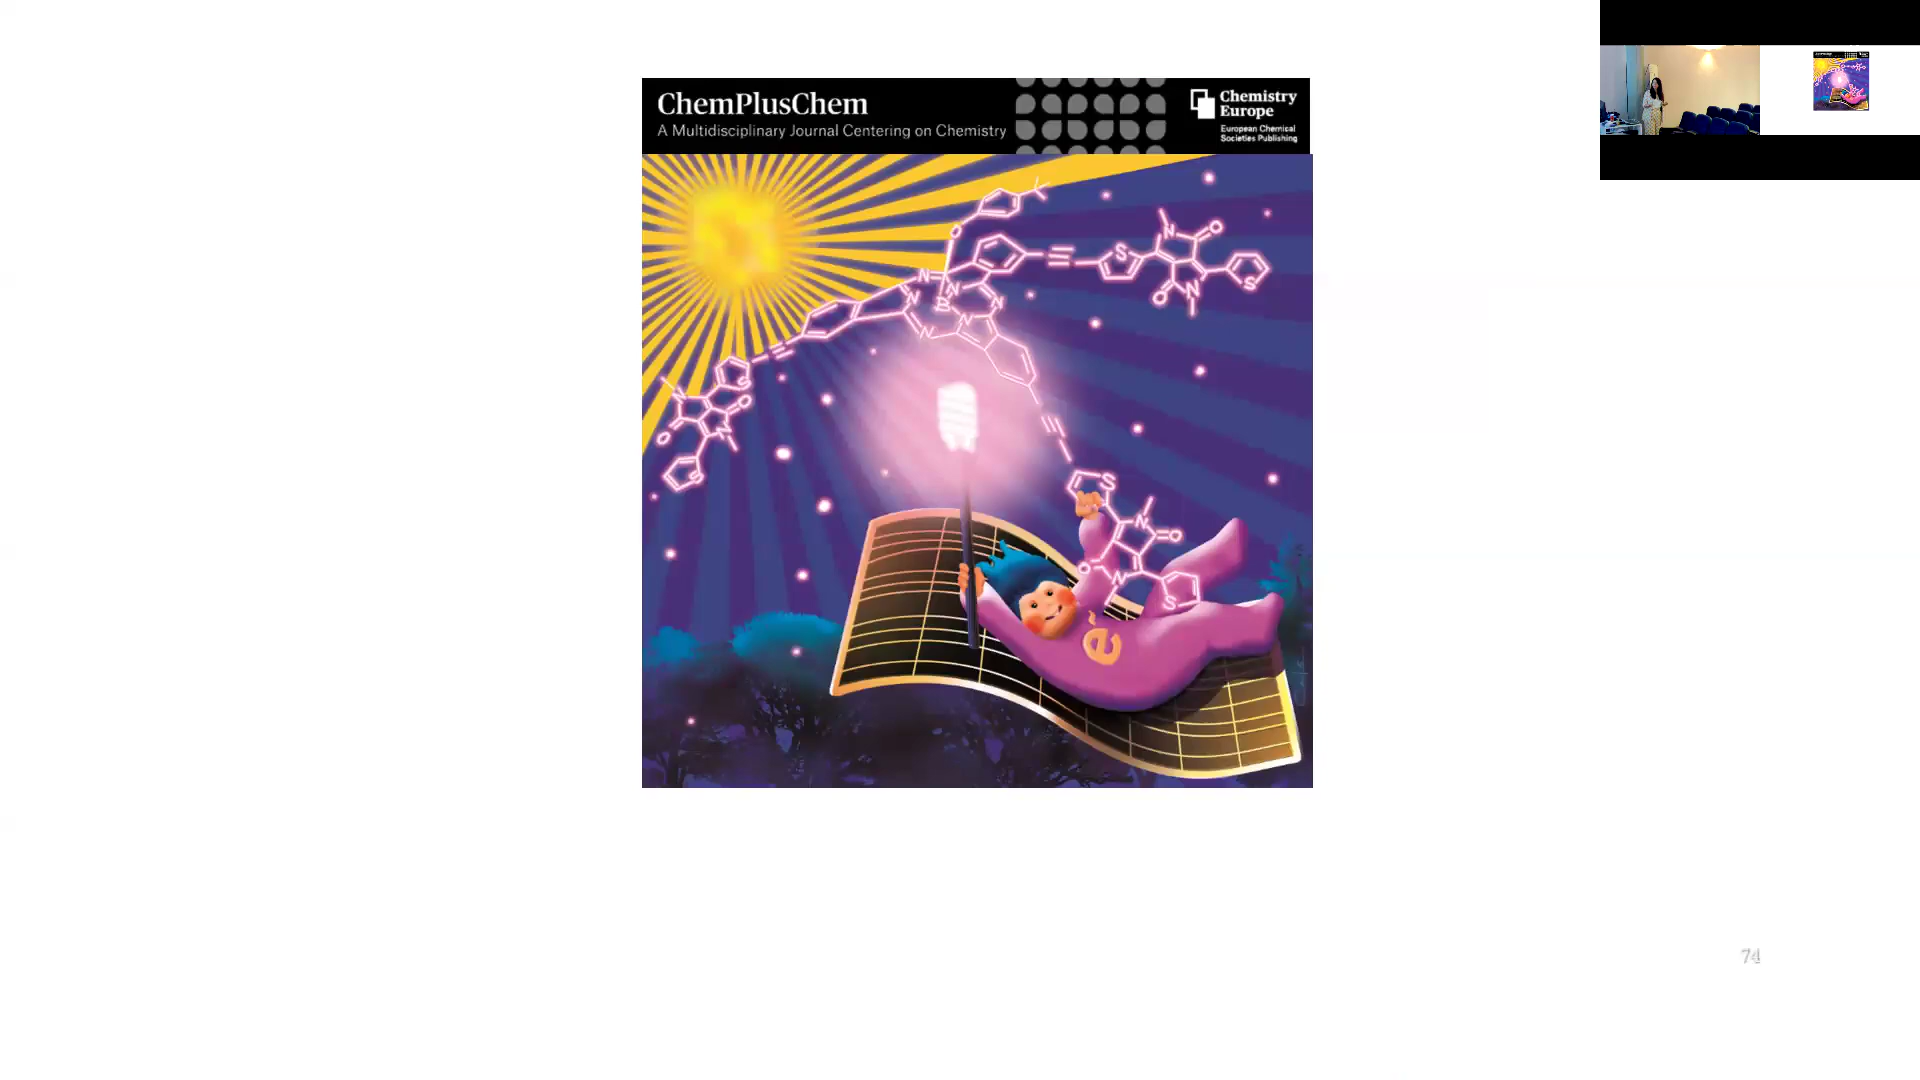 ChemPlusChem
A Multidisciplinary Journal Centering on Chemistry
Chemistry
Europe
European Chemical
Societies Publishing
O
N
O
S
N
S
O
N
N
N
B
N
N
N
N
S
N
O
O
N
S
S
N
O
O
N
S
e-
74